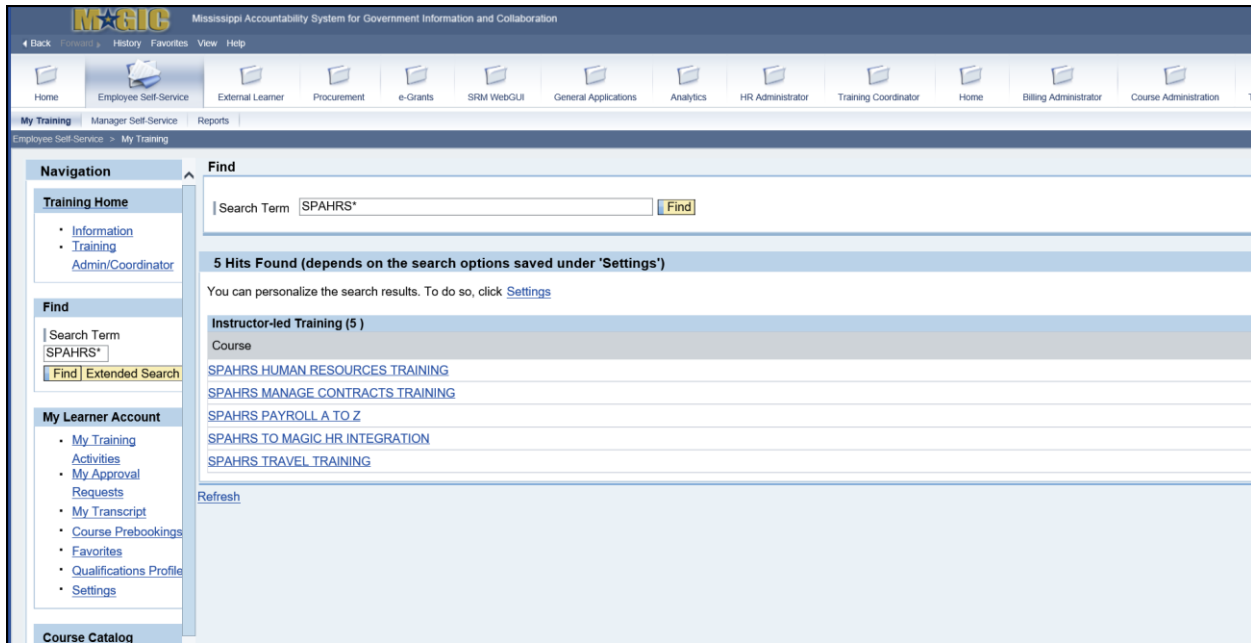 MAGIC
Mississippi Accountability System for Government Information and Collaboration
Back Forward History Favorites View Help
Home Employee Self-Service External Learner Procurement e-Grants SRM WebGUI General Applications Analytics HR Administrator Training Coordinator Home Billing Administrator Course Administration
My Training Manager Self-Service Reports
Employee Self-Service > My Training
Navigation
Training Home
• Information
• Training
Admin/Coordinator
Find
Search Term
SPAHRS*
Find Extended Search
My Learner Account
• My Training
Activities
• My Approval
Requests
• My Transcript
• Course Prebookings
• Favorites
• Qualifications Profile
• Settings
Course Catalog
Find
Search Term SPAHRS* Find
5 Hits Found (depends on the search options saved under 'Settings')
You can personalize the search results. To do so, click Settings
Instructor-led Training (5 )
Course
SPAHRS HUMAN RESOURCES TRAINING
SPAHRS MANAGE CONTRACTS TRAINING
SPAHRS PAYROLL A TO Z
SPAHRS TO MAGIC HR INTEGRATION
SPAHRS TRAVEL TRAINING
Refresh